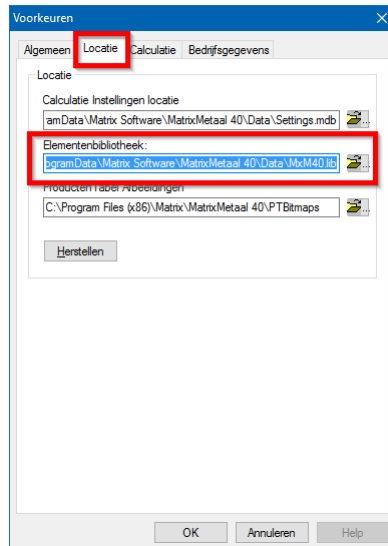 Voorkeuren
Algemeen Locatie Calculatie Bedrijfsgegevens
Locatie
Calculatie Instellingen locatie
amData\Matrix Software\MatrixMetaal 40\Data\Settings.mdb
Elementenbibliotheek:
ogramData\Matrix Software\MatrixMetaal 40\Data\MxM40.lib
ProductenTabel Afbeeldingen
C:\Program Files (x86)\Matrix\MatrixMetaal 40\PTBitmaps
Herstellen
OK Annuleren Help